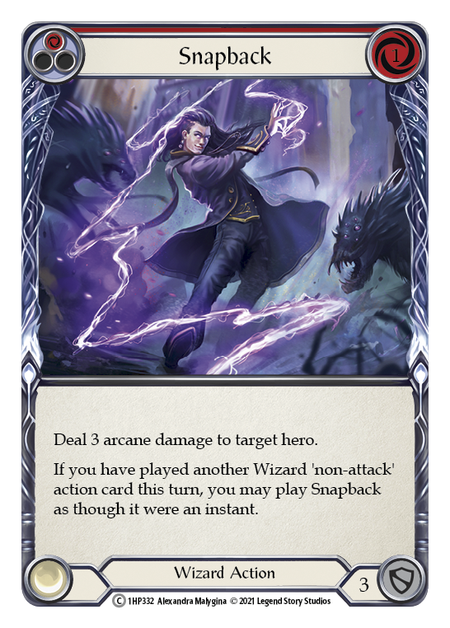 Snapback
1
Deal 3 arcane damage to target hero.
If you have played another Wizard 'non-attack'
action card this turn, you may play Snapback
as though it were an instant.
Wizard Action
3
C 1HP332 Alexandra Malygina © 2021 Legend Story Studios